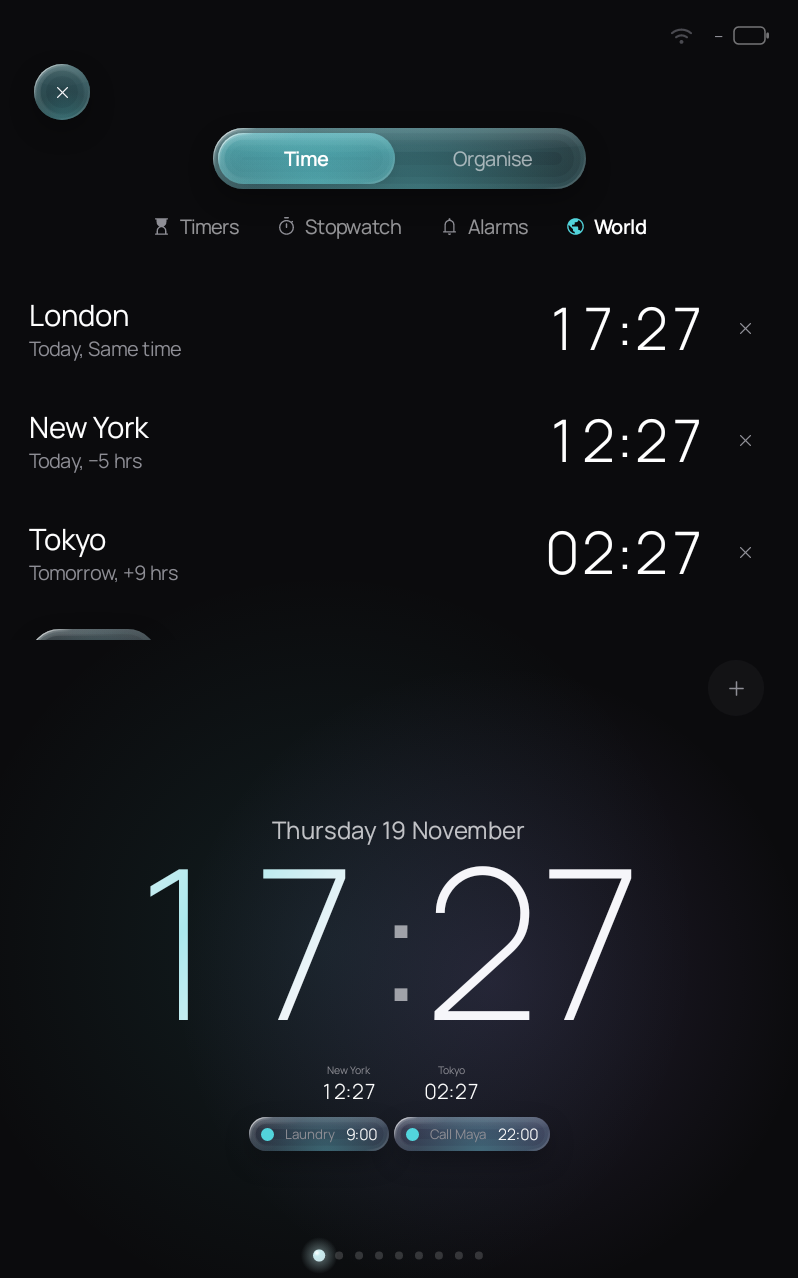 –
Time Organise
Timers Stopwatch Alarms World
London
Today, Same time
17:27
New York
Today, −5 hrs
12:27
Tokyo
Tomorrow, +9 hrs
02:27
Thursday 19 November
17:27
New York Tokyo
12:27 02:27
Laundry 9:00 Call Maya 22:00